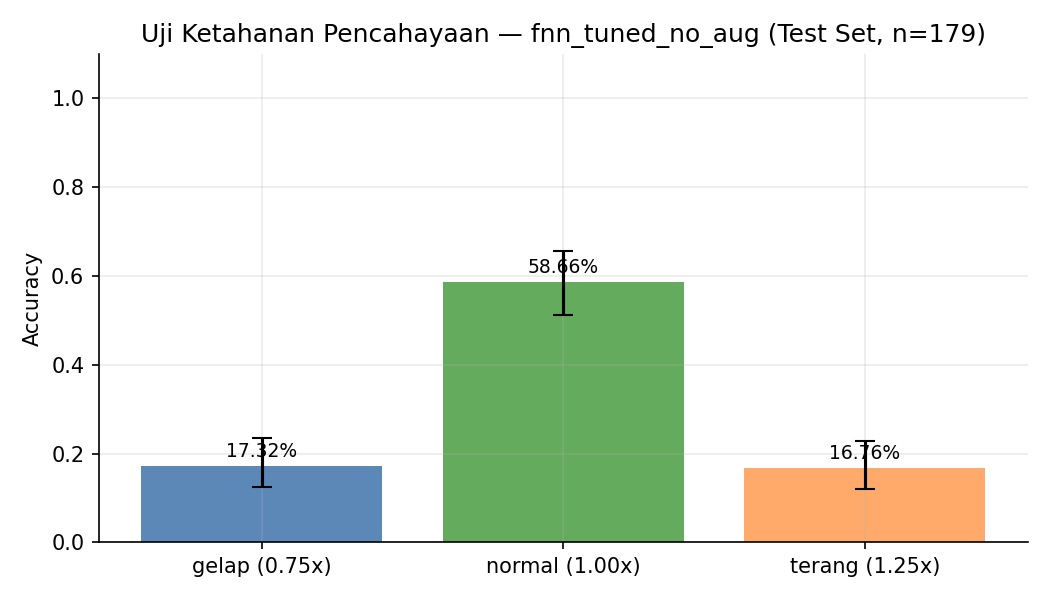 Uji Ketahanan Pencahayaan — fnn_tuned_no_aug (Test Set, n=179)
Accuracy
1.0
0.8
0.6
0.4
0.2
0.0
17.32%
58.66%
16.76%
gelap (0.75x)
normal (1.00x)
terang (1.25x)